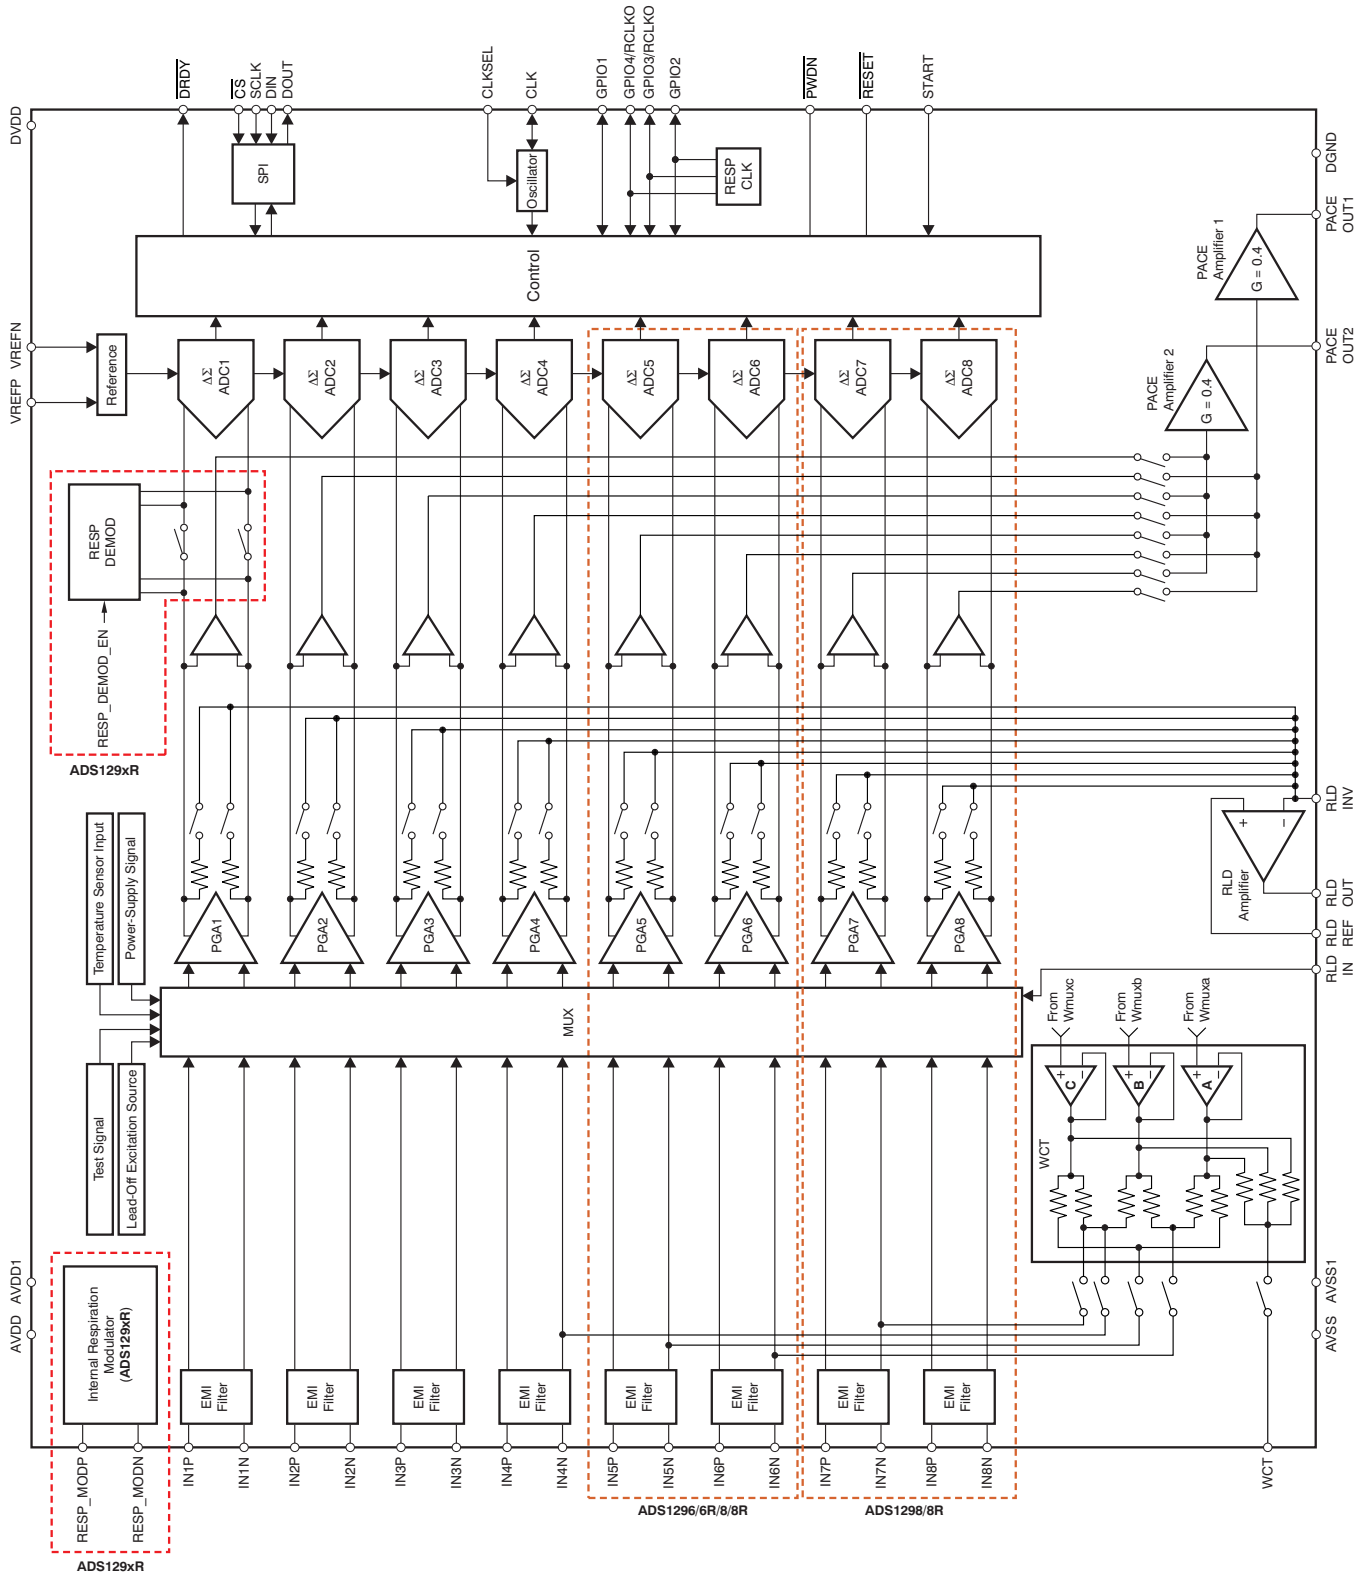 DRDY
CS
SCLK
DIN
DOUT
CLKSEL
CLK
GPIO1
GPIO4/RCLKO
GPIO3/RCLKO
GPIO2
PWDN
RESET
START
DVDD
SPI
Oscillator
RESP
CLK
DGND
Control
PACE
OUT1
PACE
Amplifier 1
G = 0.4
VREFN
VREFP
Reference
ΔΣ
ADC1
ΔΣ
ADC2
ΔΣ
ADC3
ΔΣ
ADC4
ΔΣ
ADC5
ΔΣ
ADC6
ΔΣ
ADC7
ΔΣ
ADC8
PACE
Amplifier 2
G = 0.4
PACE
OUT2
RESP
DEMOD
RESP_DEMOD_EN
ADS129xR
RLD
INV
+
−
RLD
Amplifier
RLD
OUT
RLD
REF
RLD
IN
Temperature Sensor Input
Power-Supply Signal
PGA1
PGA2
PGA3
PGA4
PGA5
PGA6
PGA7
PGA8
MUX
Test Signal
Lead-Off Excitation Source
From
Wmuxc
From
Wmuxb
From
Wmuxa
+
−
C
+
−
B
+
−
A
WCT
AVDD1
AVDD
AVSS1
AVSS
Internal Respiration
Modulator
(ADS129xR)
EMI
Filter
EMI
Filter
EMI
Filter
EMI
Filter
EMI
Filter
EMI
Filter
EMI
Filter
EMI
Filter
RESP_MODP
RESP_MODN
IN1P
IN1N
IN2P
IN2N
IN3P
IN3N
IN4P
IN4N
IN5P
IN5N
IN6P
IN6N
IN7P
IN7N
IN8P
IN8N
WCT
ADS129xR
ADS1296/6R/8/8R
ADS1298/8R